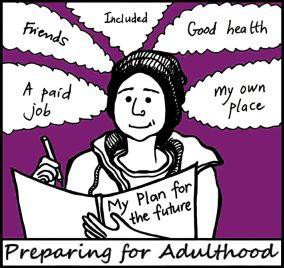 Included
Friends
Good health
A paid
job
my own
place
My Plan for
the future
Preparing for Adulthood